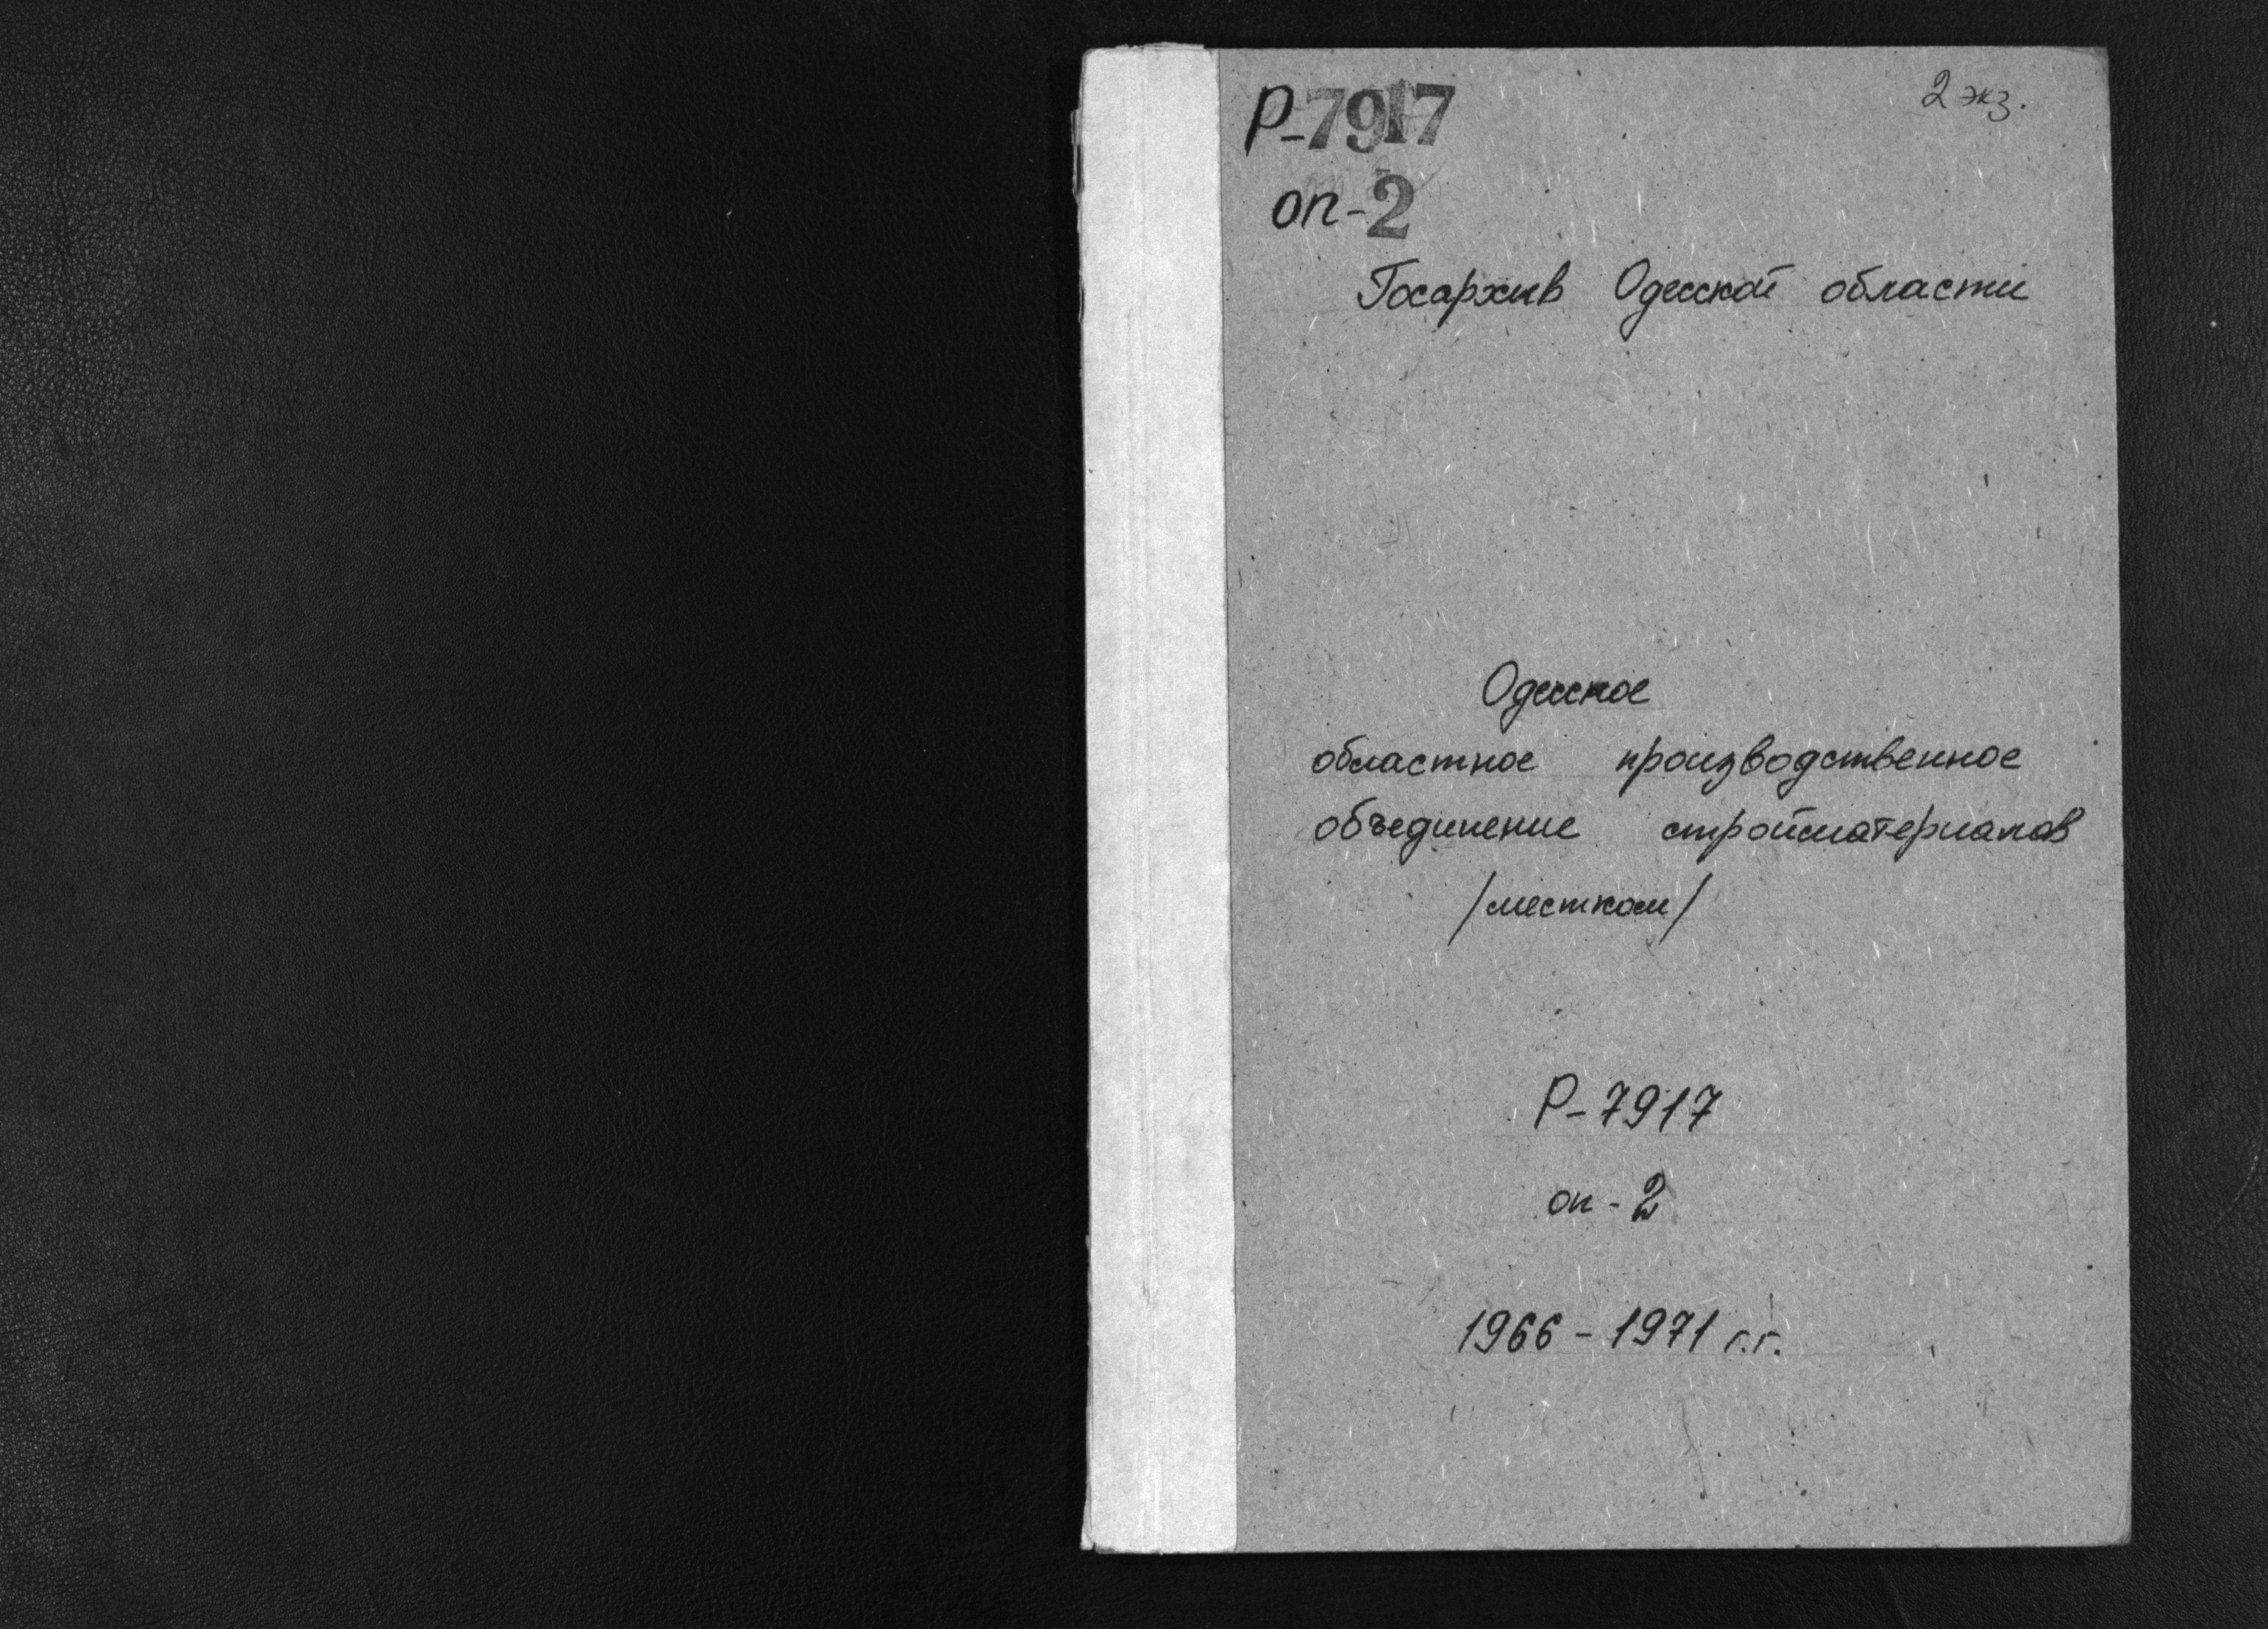 Р-7917
2 экз.
оп-2
Госархив Одесской области
Одесское
областное производственное
объединение стройматериалов
/местком/
Р-7917
оп-2
1966-1971 г.г.